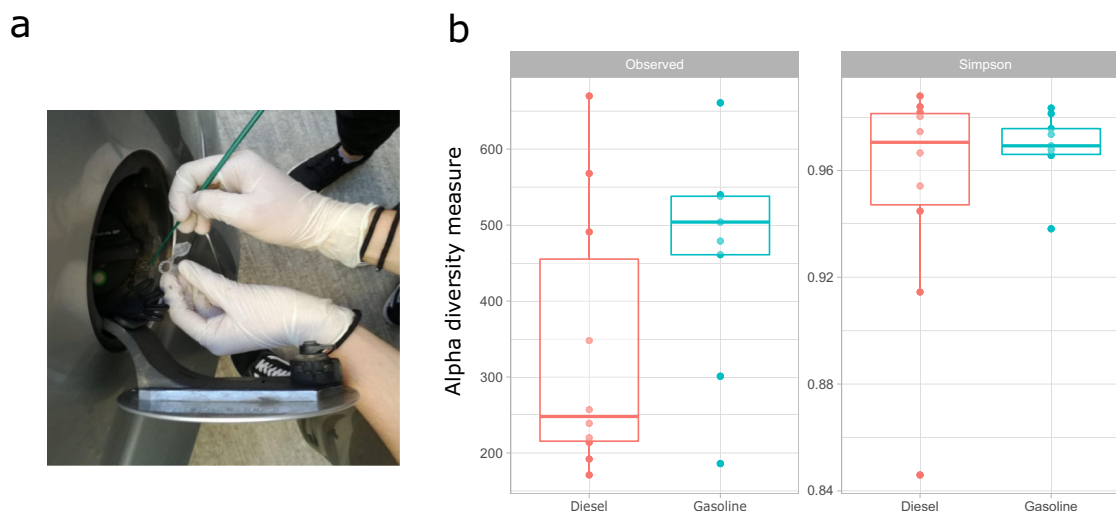 a
b
Observed
Simpson
Alpha diversity measure
600
500
400
300
200
0.96
0.92
0.88
0.84
Diesel
Gasoline
Diesel
Gasoline